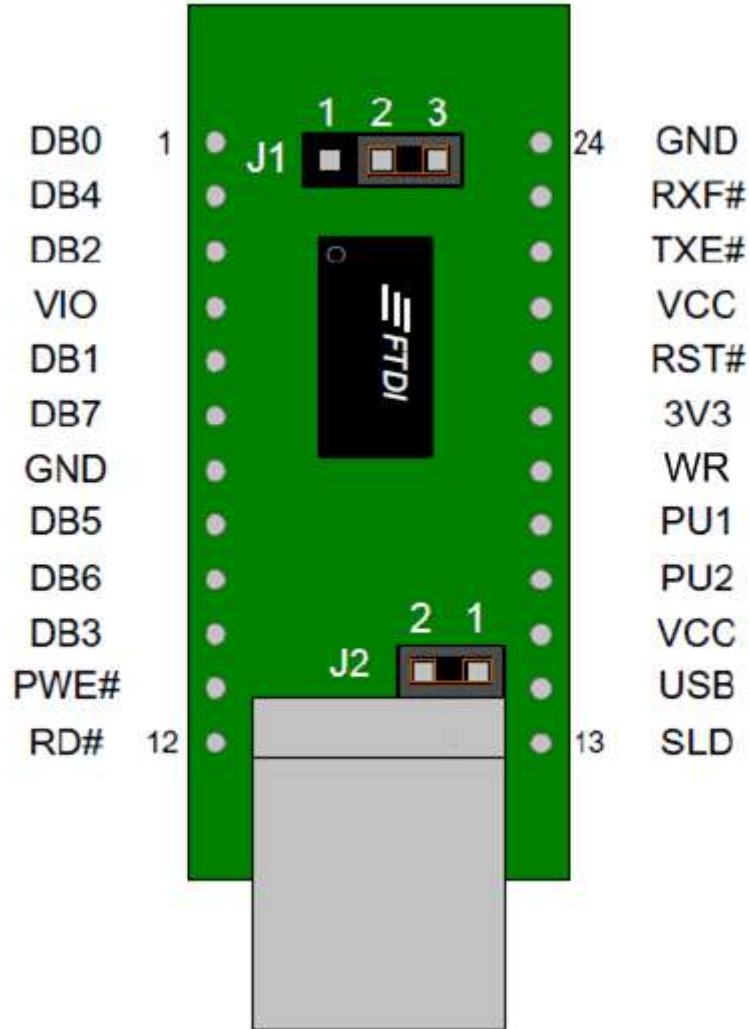 1 2 3
DB0 1 J1 24 GND
DB4 RXF#
DB2 TXE#
VIO VCC
DB1 FTDI RST#
DB7 3V3
GND WR
DB5 PU1
DB6 PU2
2 1
DB3 VCC
J2
PWE# USB
RD# 12 13 SLD